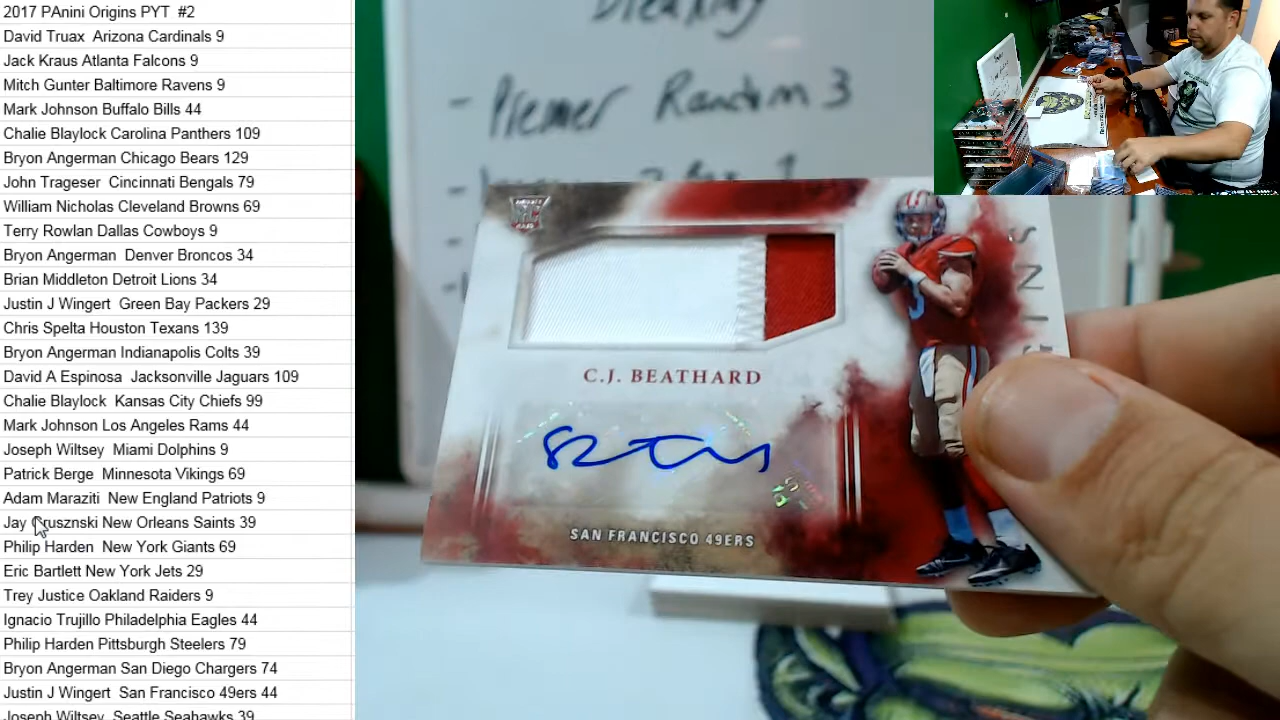 2017 PAnini Origins PYT #2
David Truax Arizona Cardinals 9
Jack Kraus Atlanta Falcons 9
Mitch Gunter Baltimore Ravens 9
Mark Johnson Buffalo Bills 44
Chalie Blaylock Carolina Panthers 109
Bryon Angerman Chicago Bears 129
John Trageser Cincinnati Bengals 79
William Nicholas Cleveland Browns 69
Terry Rowlan Dallas Cowboys 9
Bryon Angerman Denver Broncos 34
Brian Middleton Detroit Lions 34
Justin J Wingert Green Bay Packers 29
Chris Spelta Houston Texans 139
Bryon Angerman Indianapolis Colts 39
David A Espinosa Jacksonville Jaguars 109
Chalie Blaylock Kansas City Chiefs 99
Mark Johnson Los Angeles Rams 44
Joseph Wiltsey Miami Dolphins 9
Patrick Berge Minnesota Vikings 69
Adam Maraziti New England Patriots 9
Jay New Orleans Saints 39
Philip Harden New York Giants 69
Eric Bartlett New York Jets 29
Trey Justice Oakland Raiders 9
Ignacio Trujillo Philadelphia Eagles 44
Philip Harden Pittsburgh Steelers 79
Bryon Angerman San Diego Chargers 74
Justin J Wingert San Francisco 49ers 44
Joseph Wiltsey Seattle Seahawks 39
Breaking
- Premer Random 3
C.J. BEATHARD
SAN FRANCISCO 49ERS